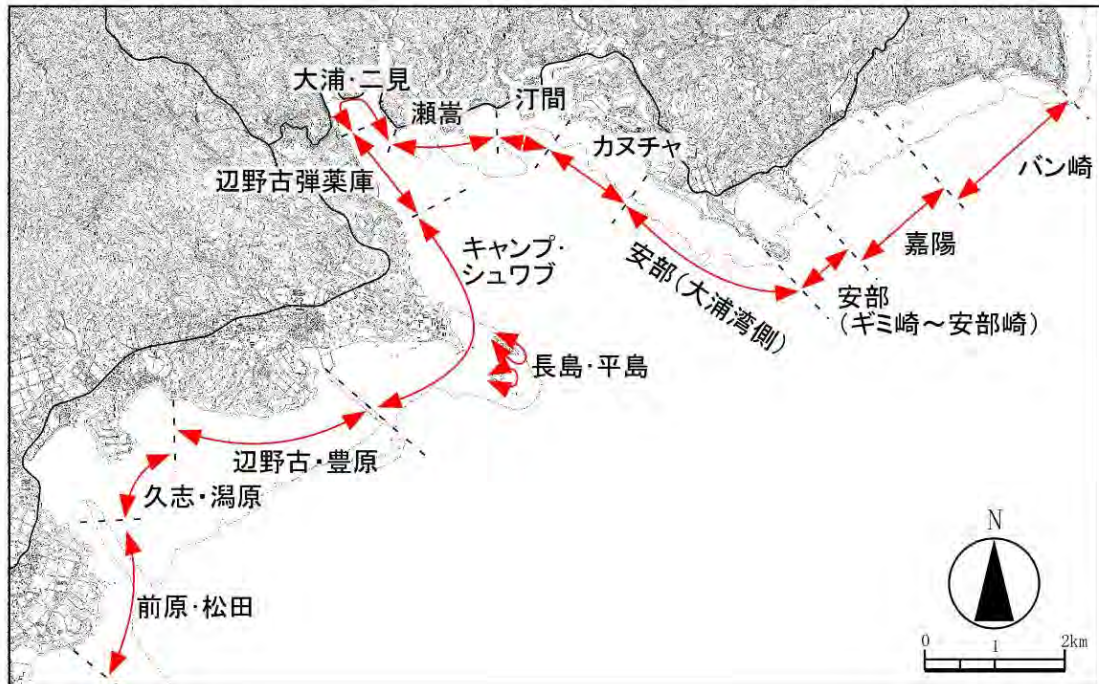 大浦・二見
瀬嵩
汀間
カヌチャ
バン崎
辺野古弾薬庫
嘉陽
キャンプ・
シュワブ
安部(大浦湾側)
安部
(ギミ崎～安部崎)
長島・平島
辺野古・豊原
久志・潟原
前原・松田
N
0 1 2km